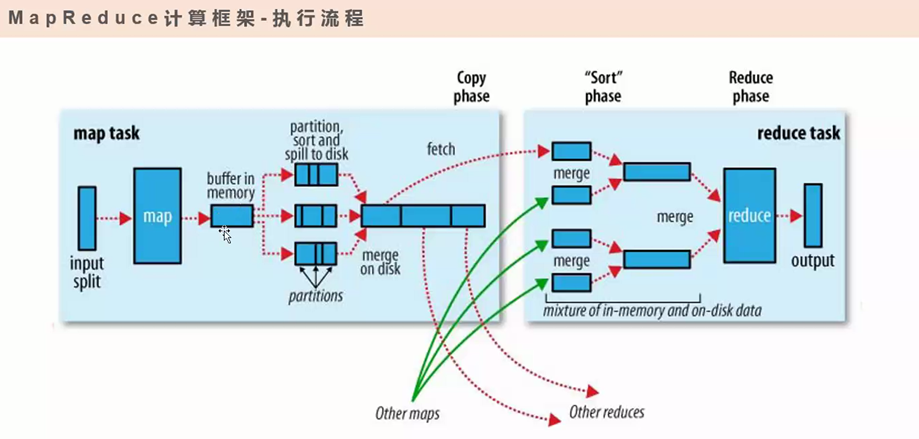 MapReduce计算框架-执行流程
Copy
phase
"Sort"
phase
Reduce
phase
map task
partition,
sort and
spill to disk
fetch
reduce task
buffer in
memory
merge
map
merge
reduce
input
split
merge
on disk
merge
output
partitions
mixture of in-memory and on-disk data
Other maps
Other reduces